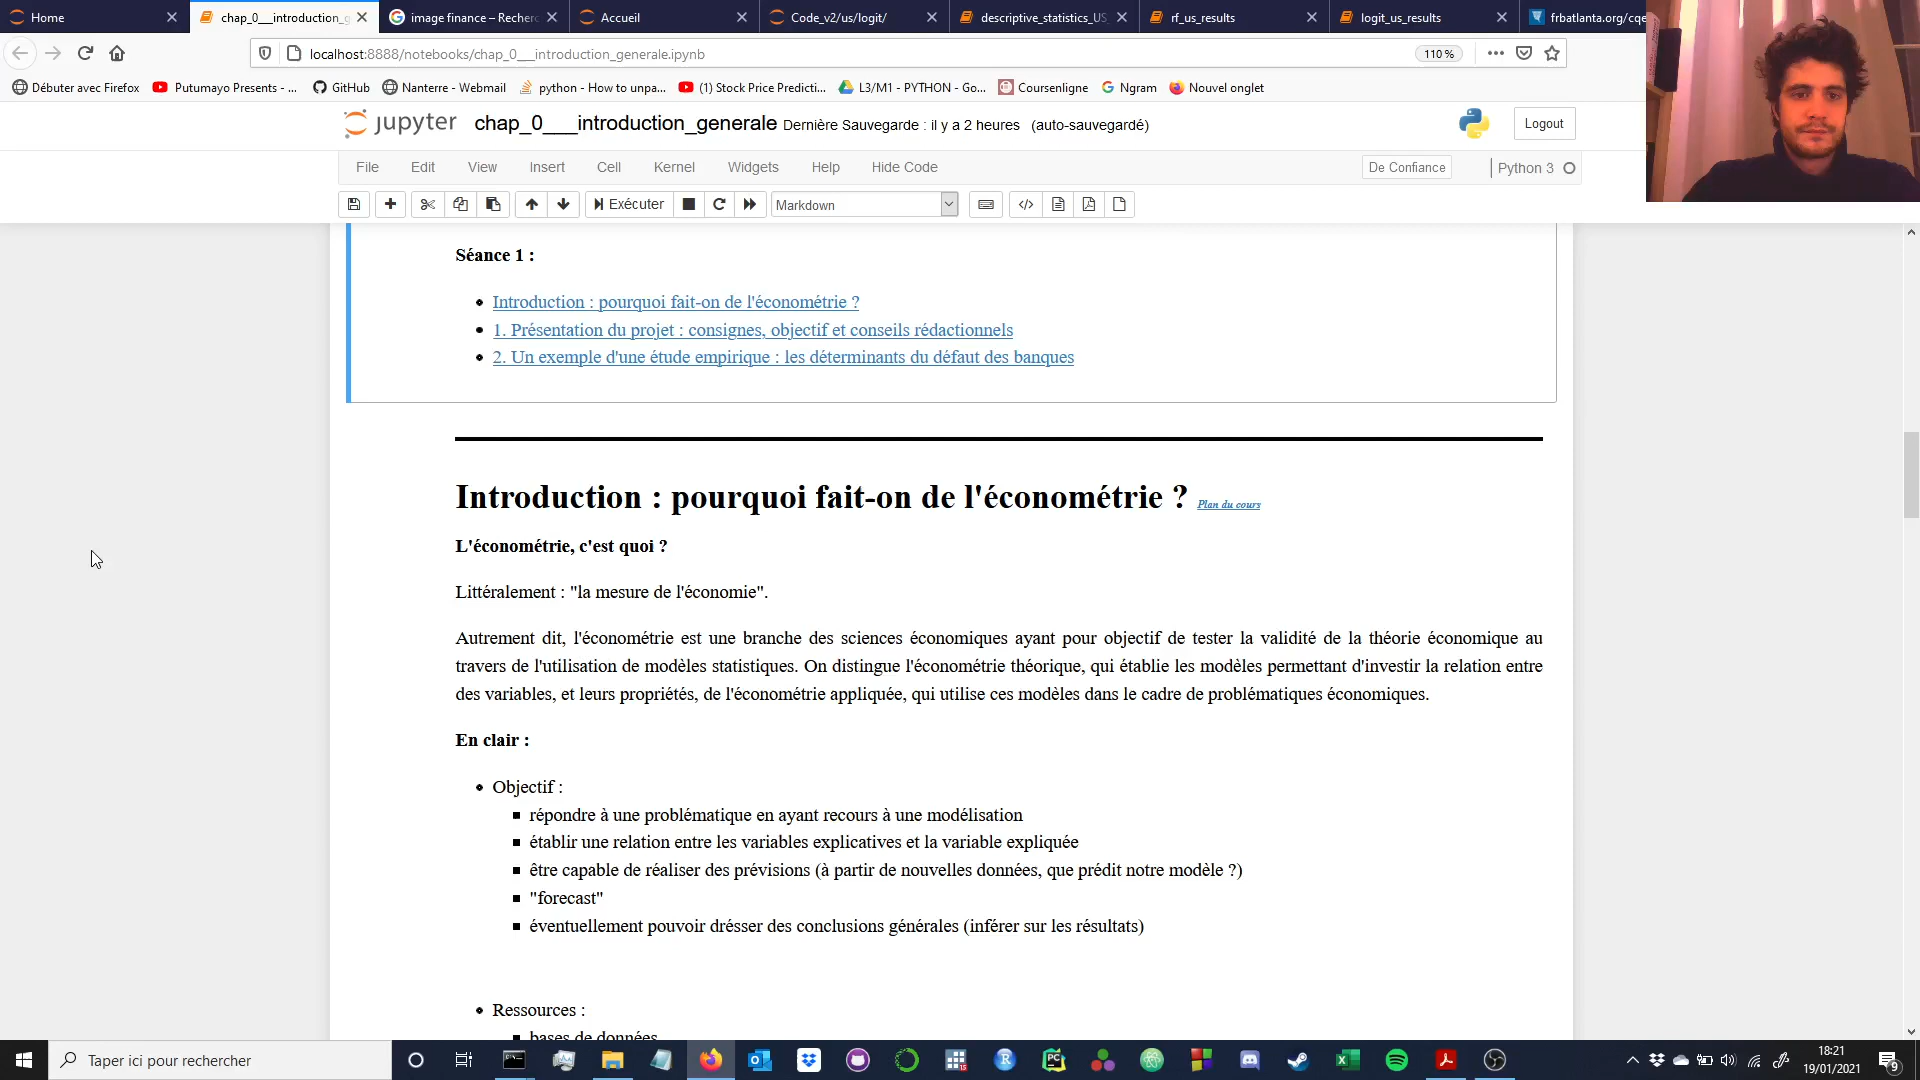 Home
chap_0___introduction_g
image finance – Recherc
Accueil
Code_v2/us/logit/
descriptive_statistics_US
rf_us_results
logit_us_results
frbatlanta.org/cqe
localhost:8888/notebooks/chap_0___introduction_generale.ipynb
110 %
Débuter avec Firefox
Putumayo Presents - ...
GitHub
Nanterre - Webmail
python - How to unpa...
(1) Stock Price Predicti...
L3/M1 - PYTHON - Go...
Coursenligne
Ngram
Nouvel onglet
jupyter chap_0___introduction_generale Dernière Sauvegarde : il y a 2 heures (auto-sauvegardé)
Logout
File Edit View Insert Cell Kernel Widgets Help Hide Code
De Confiance
Python 3
Exécuter
Markdown
Séance 1 :
Introduction : pourquoi fait-on de l'économétrie ?
1. Présentation du projet : consignes, objectif et conseils rédactionnels
2. Un exemple d'une étude empirique : les déterminants du défaut des banques
Introduction : pourquoi fait-on de l'économétrie ? Plan du cours
L'économétrie, c'est quoi ?
Littéralement : "la mesure de l'économie".
Autrement dit, l'économétrie est une branche des sciences économiques ayant pour objectif de tester la validité de la théorie économique au
travers de l'utilisation de modèles statistiques. On distingue l'économétrie théorique, qui établie les modèles permettant d'investir la relation entre
des variables, et leurs propriétés, de l'économétrie appliquée, qui utilise ces modèles dans le cadre de problématiques économiques.
En clair :
Objectif :
répondre à une problématique en ayant recours à une modélisation
établir une relation entre les variables explicatives et la variable expliquée
être capable de réaliser des prévisions (à partir de nouvelles données, que prédit notre modèle ?)
"forecast"
éventuellement pouvoir drésser des conclusions générales (inférer sur les résultats)
Ressources :
bases de données
Taper ici pour rechercher
18:21
19/01/2021
9